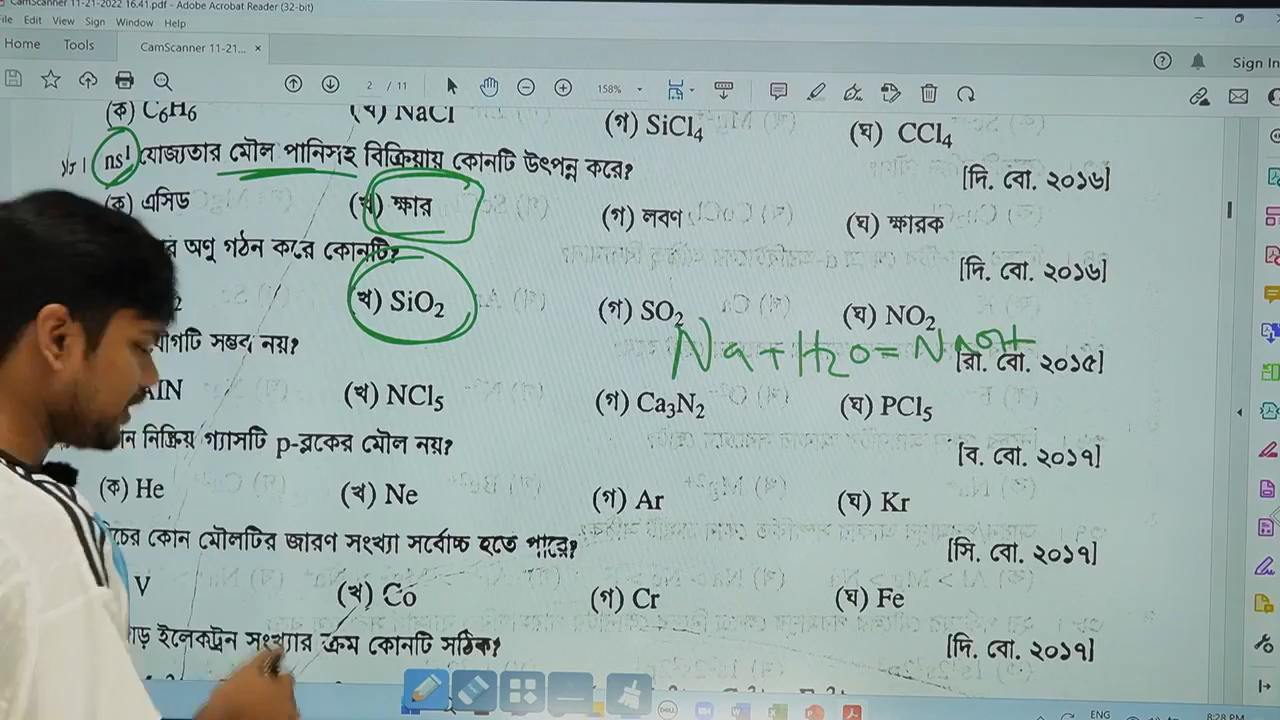 CamScanner 11-21-2022 16.41.pdf - Adobe Acrobat Reader (32-bit)
File Edit View Sign Window Help
Home Tools CamScanner 11-21... × Sign In
2 / 11 158%
(ক) C6H6 (খ) NaCl (গ) SiCl4 (ঘ) CCl4
ns¹ যোজ্যতার মৌল পানিসহ বিক্রিয়ায় কোনটি উৎপন্ন করে? [দি. বো. ২০১৬]
(ক) এসিড (খ) ক্ষার (গ) লবণ (ঘ) ক্ষারক
অণু গঠন করে কোনটি? [দি. বো. ২০১৬]
(খ) SiO2 (গ) SO2 (ঘ) NO2
Na + H2O = NaOH
সম্ভব নয়? [রা. বো. ২০১৫]
AlN (খ) NCl5 (গ) Ca3N2 (ঘ) PCl5
নিষ্ক্রিয় গ্যাসটি p-ব্লকের মৌল নয়? [ব. বো. ২০১৭]
(ক) He (খ) Ne (গ) Ar (ঘ) Kr
কোন মৌলটির জারণ সংখ্যা সর্বোচ্চ হতে পারে? [সি. বো. ২০১৭]
V (খ) Co (গ) Cr (ঘ) Fe
ইলেকট্রন সংখ্যার ক্রম কোনটি সঠিক? [দি. বো. ২০১৭]
ENG
8:28 PM